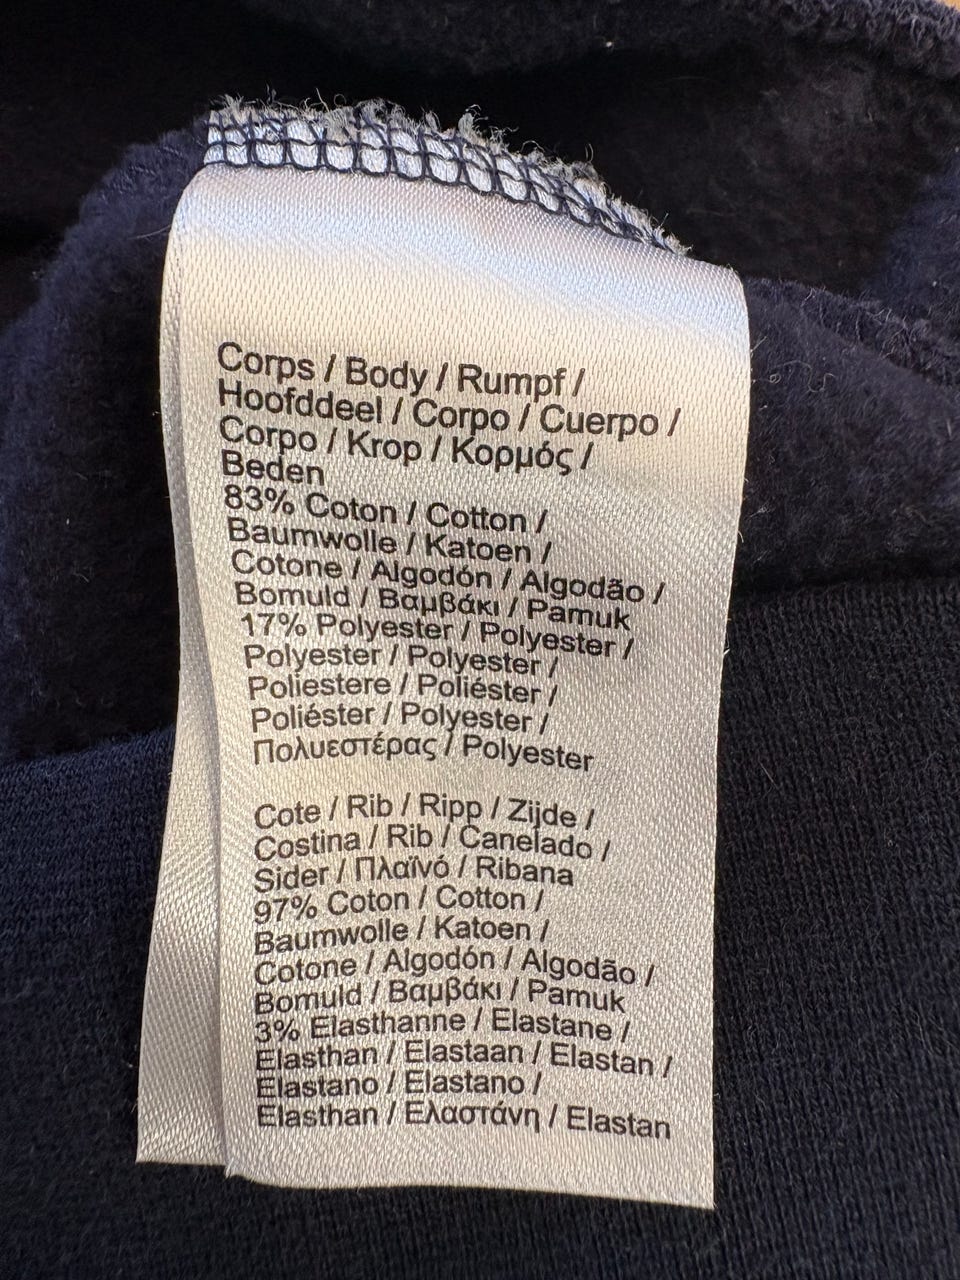 Corps / Body / Rumpf /
Hoofddeel / Corpo / Cuerpo /
Corpo / Krop / Κορμός /
Beden
83% Coton / Cotton /
Baumwolle / Katoen /
Cotone / Algodón / Algodão /
Bomuld / Βαμβάκι / Pamuk
17% Polyester / Polyester /
Polyester / Polyester /
Poliestere / Poliéster /
Poliéster / Polyester /
Πολυεστέρας / Polyester
Cote / Rib / Ripp / Zijde /
Costina / Rib / Canelado /
Sider / Πλαϊνό / Ribana
97% Coton / Cotton /
Baumwolle / Katoen /
Cotone / Algodón / Algodão /
Bomuld / Βαμβάκι / Pamuk
3% Elasthanne / Elastane /
Elasthan / Elastaan / Elastan /
Elastano / Elastano /
Elasthan / Ελαστάνη / Elastan